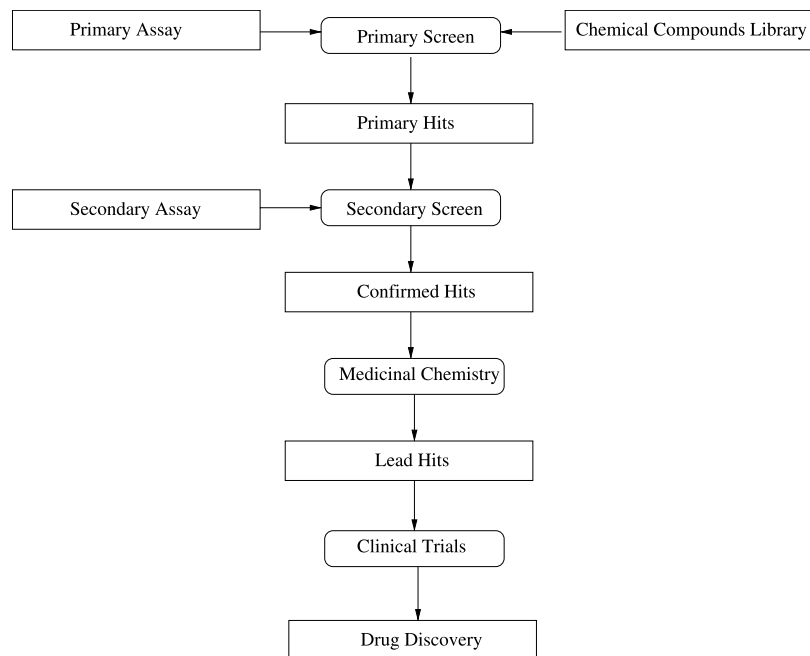 Primary Assay
Primary Screen
Chemical Compounds Library
Primary Hits
Secondary Assay
Secondary Screen
Confirmed Hits
Medicinal Chemistry
Lead Hits
Clinical Trials
Drug Discovery